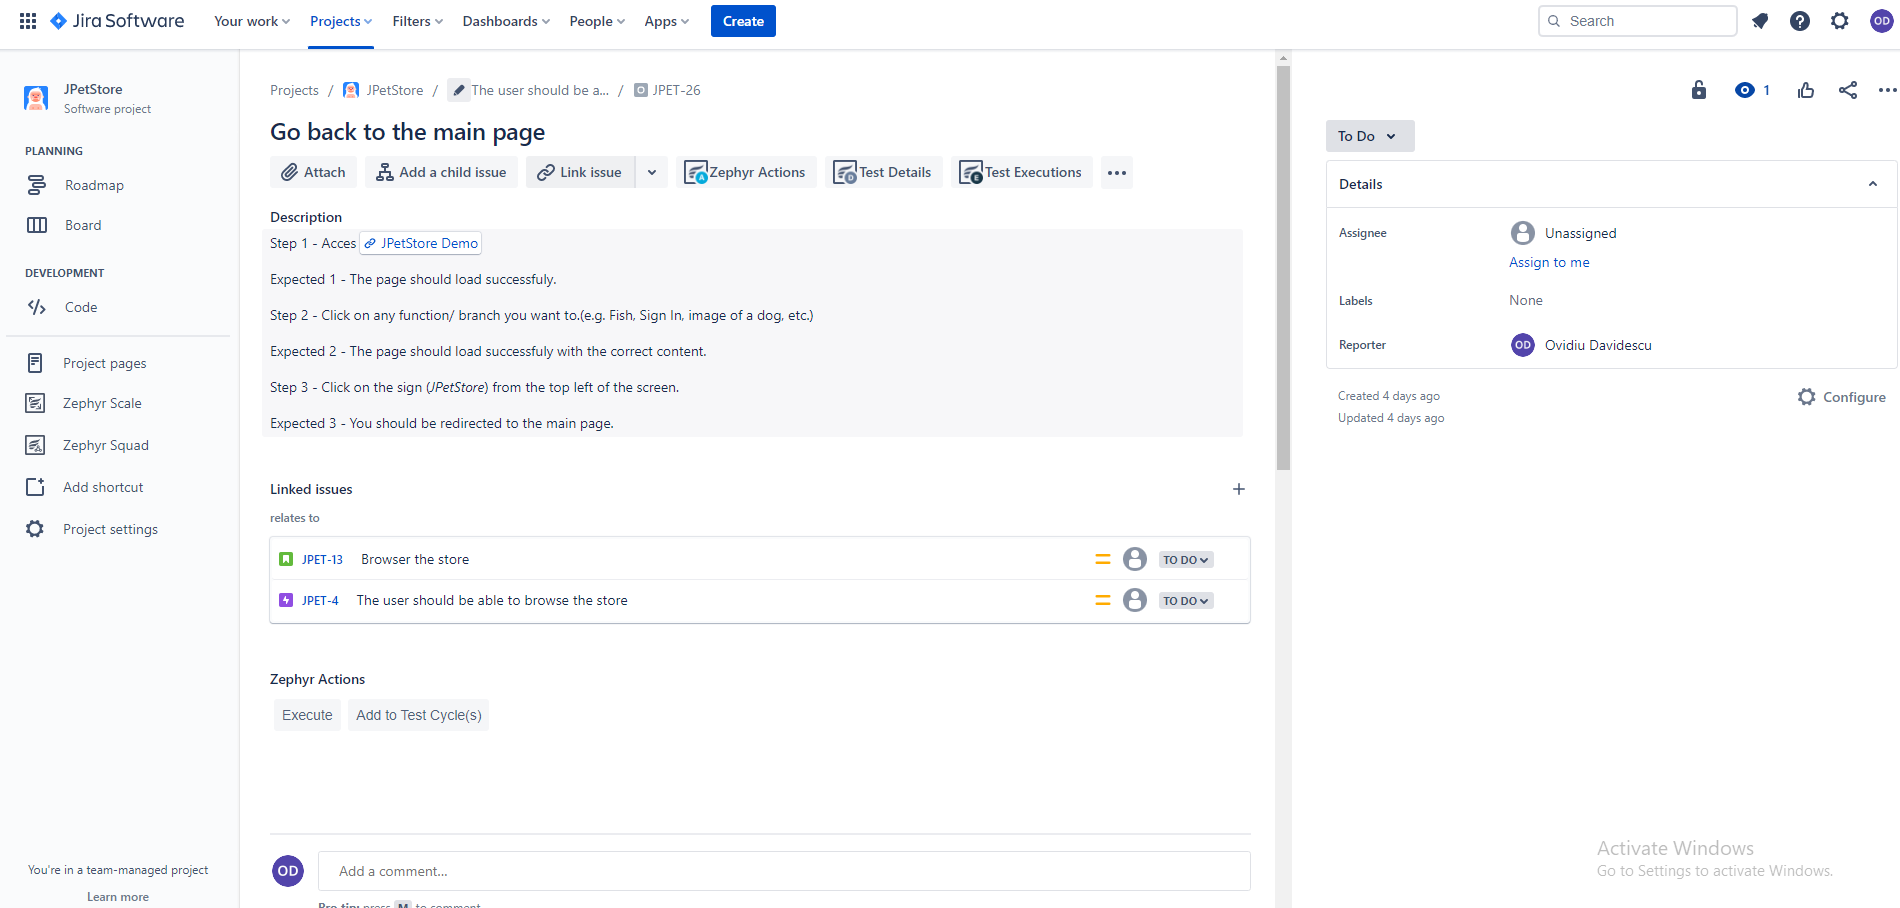 Jira Software Your work Projects Filters Dashboards People Apps Create Search OD
JPetStore
Software project
PLANNING
Roadmap
Board
DEVELOPMENT
Code
Project pages
Zephyr Scale
Zephyr Squad
Add shortcut
Project settings
You're in a team-managed project
Learn more
Projects / JPetStore / The user should be a... / JPET-26
Go back to the main page
Attach Add a child issue Link issue Zephyr Actions Test Details Test Executions
Description
Step 1 - Acces JPetStore Demo
Expected 1 - The page should load successfuly.
Step 2 - Click on any function/ branch you want to.(e.g. Fish, Sign In, image of a dog, etc.)
Expected 2 - The page should load successfuly with the correct content.
Step 3 - Click on the sign (JPetStore) from the top left of the screen.
Expected 3 - You should be redirected to the main page.
Linked issues
relates to
JPET-13 Browser the store TO DO
JPET-4 The user should be able to browse the store TO DO
Zephyr Actions
Execute Add to Test Cycle(s)
OD Add a comment...
Pro tip: press M to comment
1
To Do
Details
Assignee Unassigned
Assign to me
Labels None
Reporter OD Ovidiu Davidescu
Created 4 days ago
Updated 4 days ago
Configure
Activate Windows
Go to Settings to activate Windows.